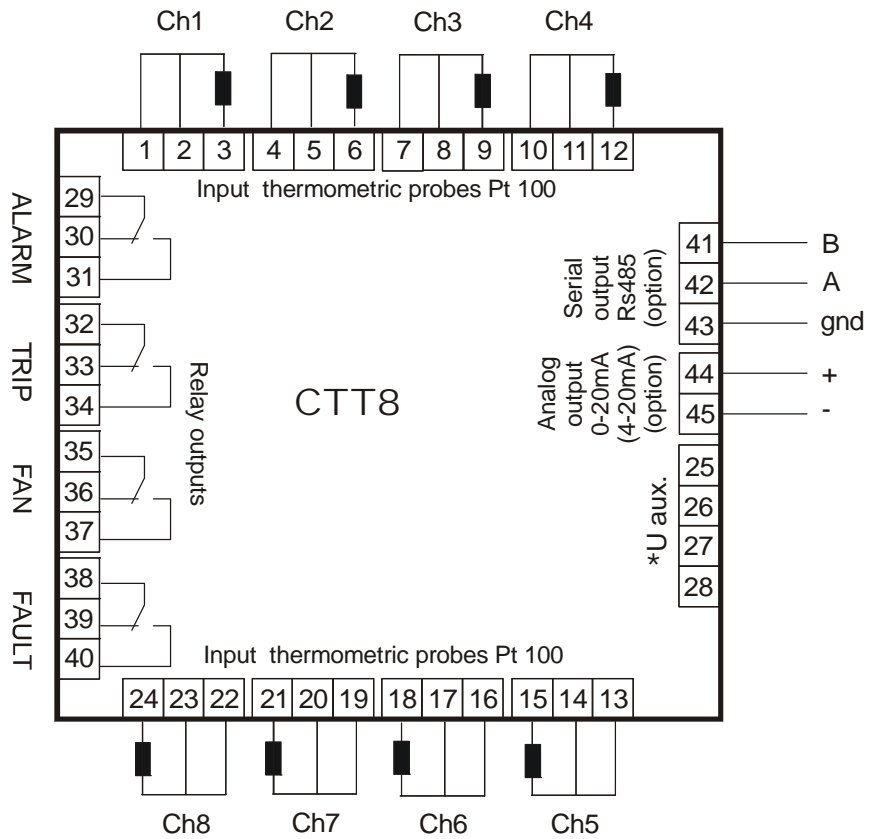 Ch1 Ch2 Ch3 Ch4
1 2 3 4 5 6 7 8 9 10 11 12
Input thermometric probes Pt 100
ALARM
29
30
31
TRIP
32
33
34
FAN
35
36
37
FAULT
38
39
40
Relay outputs
CTT8
Serial
output
Rs485
(option)
41 B
42 A
43 gnd
Analog
output
0-20mA
(4-20mA)
(option)
44 +
45 -
*U aux.
25
26
27
28
Input thermometric probes Pt 100
24 23 22 21 20 19 18 17 16 15 14 13
Ch8 Ch7 Ch6 Ch5